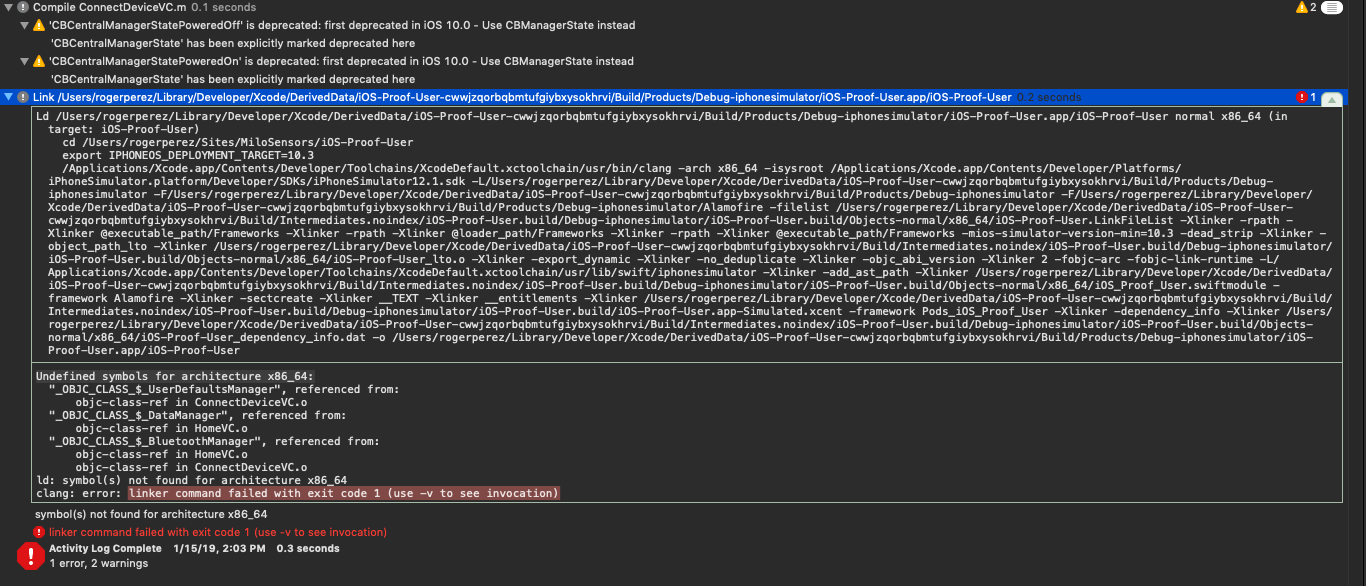 Compile ConnectDeviceVC.m 0.1 seconds
2
'CBCentralManagerStatePoweredOff' is deprecated: first deprecated in iOS 10.0 - Use CBManagerState instead
'CBCentralManagerState' has been explicitly marked deprecated here
'CBCentralManagerStatePoweredOn' is deprecated: first deprecated in iOS 10.0 - Use CBManagerState instead
'CBCentralManagerState' has been explicitly marked deprecated here
Link /Users/rogerperez/Library/Developer/Xcode/DerivedData/iOS-Proof-User-cwwjzqorbqbmtufgiybxysokhrvi/Build/Products/Debug-iphonesimulator/iOS-Proof-User.app/iOS-Proof-User 0.2 seconds
1
Ld /Users/rogerperez/Library/Developer/Xcode/DerivedData/iOS-Proof-User-cwwjzqorbqbmtufgiybxysokhrvi/Build/Products/Debug-iphonesimulator/iOS-Proof-User.app/iOS-Proof-User normal x86_64 (in
target: iOS-Proof-User)
cd /Users/rogerperez/Sites/MiloSensors/iOS-Proof-User
export IPHONEOS_DEPLOYMENT_TARGET=10.3
/Applications/Xcode.app/Contents/Developer/Toolchains/XcodeDefault.xctoolchain/usr/bin/clang -arch x86_64 -isysroot /Applications/Xcode.app/Contents/Developer/Platforms/
iPhoneSimulator.platform/Developer/SDKs/iPhoneSimulator12.1.sdk -L/Users/rogerperez/Library/Developer/Xcode/DerivedData/iOS-Proof-User-cwwjzqorbqbmtufgiybxysokhrvi/Build/Products/Debug-
iphonesimulator -F/Users/rogerperez/Library/Developer/Xcode/DerivedData/iOS-Proof-User-cwwjzqorbqbmtufgiybxysokhrvi/Build/Products/Debug-iphonesimulator -F/Users/rogerperez/Library/Developer/
Xcode/DerivedData/iOS-Proof-User-cwwjzqorbqbmtufgiybxysokhrvi/Build/Products/Debug-iphonesimulator/Alamofire -filelist /Users/rogerperez/Library/Developer/Xcode/DerivedData/iOS-Proof-User-
cwwjzqorbqbmtufgiybxysokhrvi/Build/Intermediates.noindex/iOS-Proof-User.build/Debug-iphonesimulator/iOS-Proof-User.build/Objects-normal/x86_64/iOS-Proof-User.LinkFileList -Xlinker -rpath -
Xlinker @executable_path/Frameworks -Xlinker -rpath -Xlinker @loader_path/Frameworks -Xlinker -rpath -Xlinker @executable_path/Frameworks -mios-simulator-version-min=10.3 -dead_strip -Xlinker -
object_path_lto -Xlinker /Users/rogerperez/Library/Developer/Xcode/DerivedData/iOS-Proof-User-cwwjzqorbqbmtufgiybxysokhrvi/Build/Intermediates.noindex/iOS-Proof-User.build/Debug-iphonesimulator/
iOS-Proof-User.build/Objects-normal/x86_64/iOS-Proof-User_lto.o -Xlinker -export_dynamic -Xlinker -no_deduplicate -Xlinker -objc_abi_version -Xlinker 2 -fobjc-arc -fobjc-link-runtime -L/
Applications/Xcode.app/Contents/Developer/Toolchains/XcodeDefault.xctoolchain/usr/lib/swift/iphonesimulator -Xlinker -add_ast_path -Xlinker /Users/rogerperez/Library/Developer/Xcode/DerivedData/
iOS-Proof-User-cwwjzqorbqbmtufgiybxysokhrvi/Build/Intermediates.noindex/iOS-Proof-User.build/Debug-iphonesimulator/iOS-Proof-User.build/Objects-normal/x86_64/iOS_Proof_User.swiftmodule -
framework Alamofire -Xlinker -sectcreate -Xlinker __TEXT -Xlinker __entitlements -Xlinker /Users/rogerperez/Library/Developer/Xcode/DerivedData/iOS-Proof-User-cwwjzqorbqbmtufgiybxysokhrvi/Build/
Intermediates.noindex/iOS-Proof-User.build/Debug-iphonesimulator/iOS-Proof-User.build/iOS-Proof-User.app-Simulated.xcent -framework Pods_iOS_Proof_User -Xlinker -dependency_info -Xlinker /Users/
rogerperez/Library/Developer/Xcode/DerivedData/iOS-Proof-User-cwwjzqorbqbmtufgiybxysokhrvi/Build/Intermediates.noindex/iOS-Proof-User.build/Debug-iphonesimulator/iOS-Proof-User.build/Objects-
normal/x86_64/iOS-Proof-User_dependency_info.dat -o /Users/rogerperez/Library/Developer/Xcode/DerivedData/iOS-Proof-User-cwwjzqorbqbmtufgiybxysokhrvi/Build/Products/Debug-iphonesimulator/iOS-
Proof-User.app/iOS-Proof-User
Undefined symbols for architecture x86_64:
"_OBJC_CLASS_$_UserDefaultsManager", referenced from:
objc-class-ref in ConnectDeviceVC.o
"_OBJC_CLASS_$_DataManager", referenced from:
objc-class-ref in HomeVC.o
"_OBJC_CLASS_$_BluetoothManager", referenced from:
objc-class-ref in HomeVC.o
objc-class-ref in ConnectDeviceVC.o
ld: symbol(s) not found for architecture x86_64
clang: error: linker command failed with exit code 1 (use -v to see invocation)
symbol(s) not found for architecture x86_64
linker command failed with exit code 1 (use -v to see invocation)
Activity Log Complete 1/15/19, 2:03 PM 0.3 seconds
1 error, 2 warnings